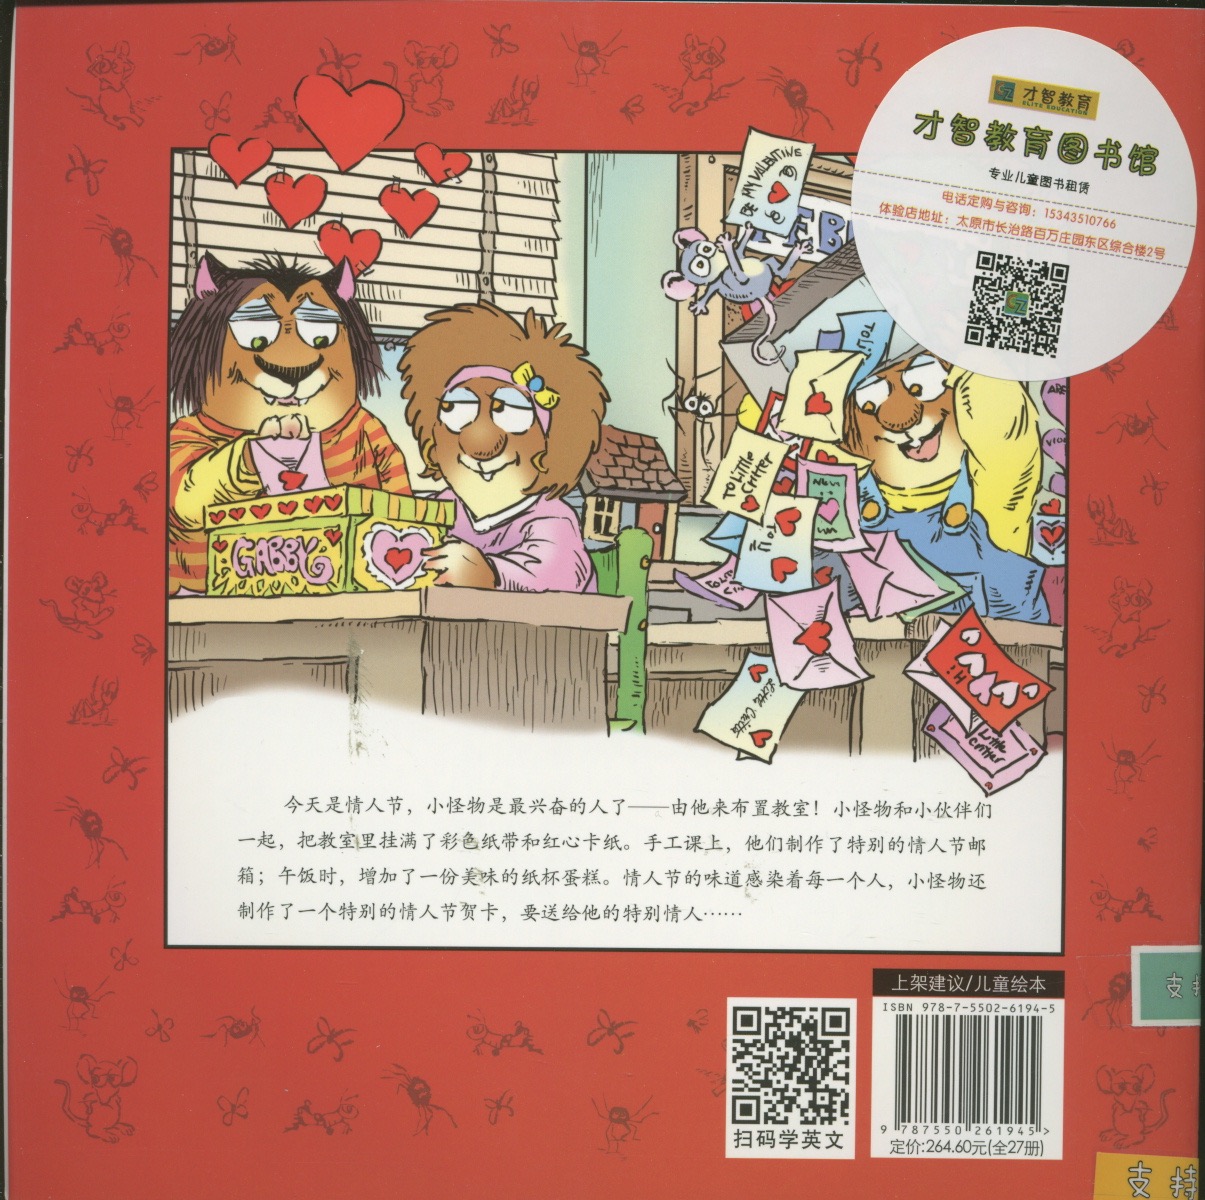 才智教育
ELITE EDUCATION
才智教育图书馆
专业儿童图书租赁
电话定购与咨询：15343510766
体验店地址：太原市长治路百万庄园东区综合楼2号
BE MY VALENTINE
FEB
TO LI
TO LITTLE
CRITTER
GABBY
VIO
Hi!
Little Critter
Little
Critter
今天是情人节，小怪物是最兴奋的人了——由他来布置教室！小怪物和小伙伴们
一起，把教室里挂满了彩色纸带和红心卡纸。手工课上，他们制作了特别的情人节邮
箱；午饭时，增加了一份美味的纸杯蛋糕。情人节的味道感染着每一个人，小怪物还
制作了一个特别的情人节贺卡，要送给他的特别情人……
支持
上架建议/儿童绘本
ISBN 978-7-5502-6194-5
9 787550 261945 >
定价:264.60元(全27册)
扫码学英文
支持